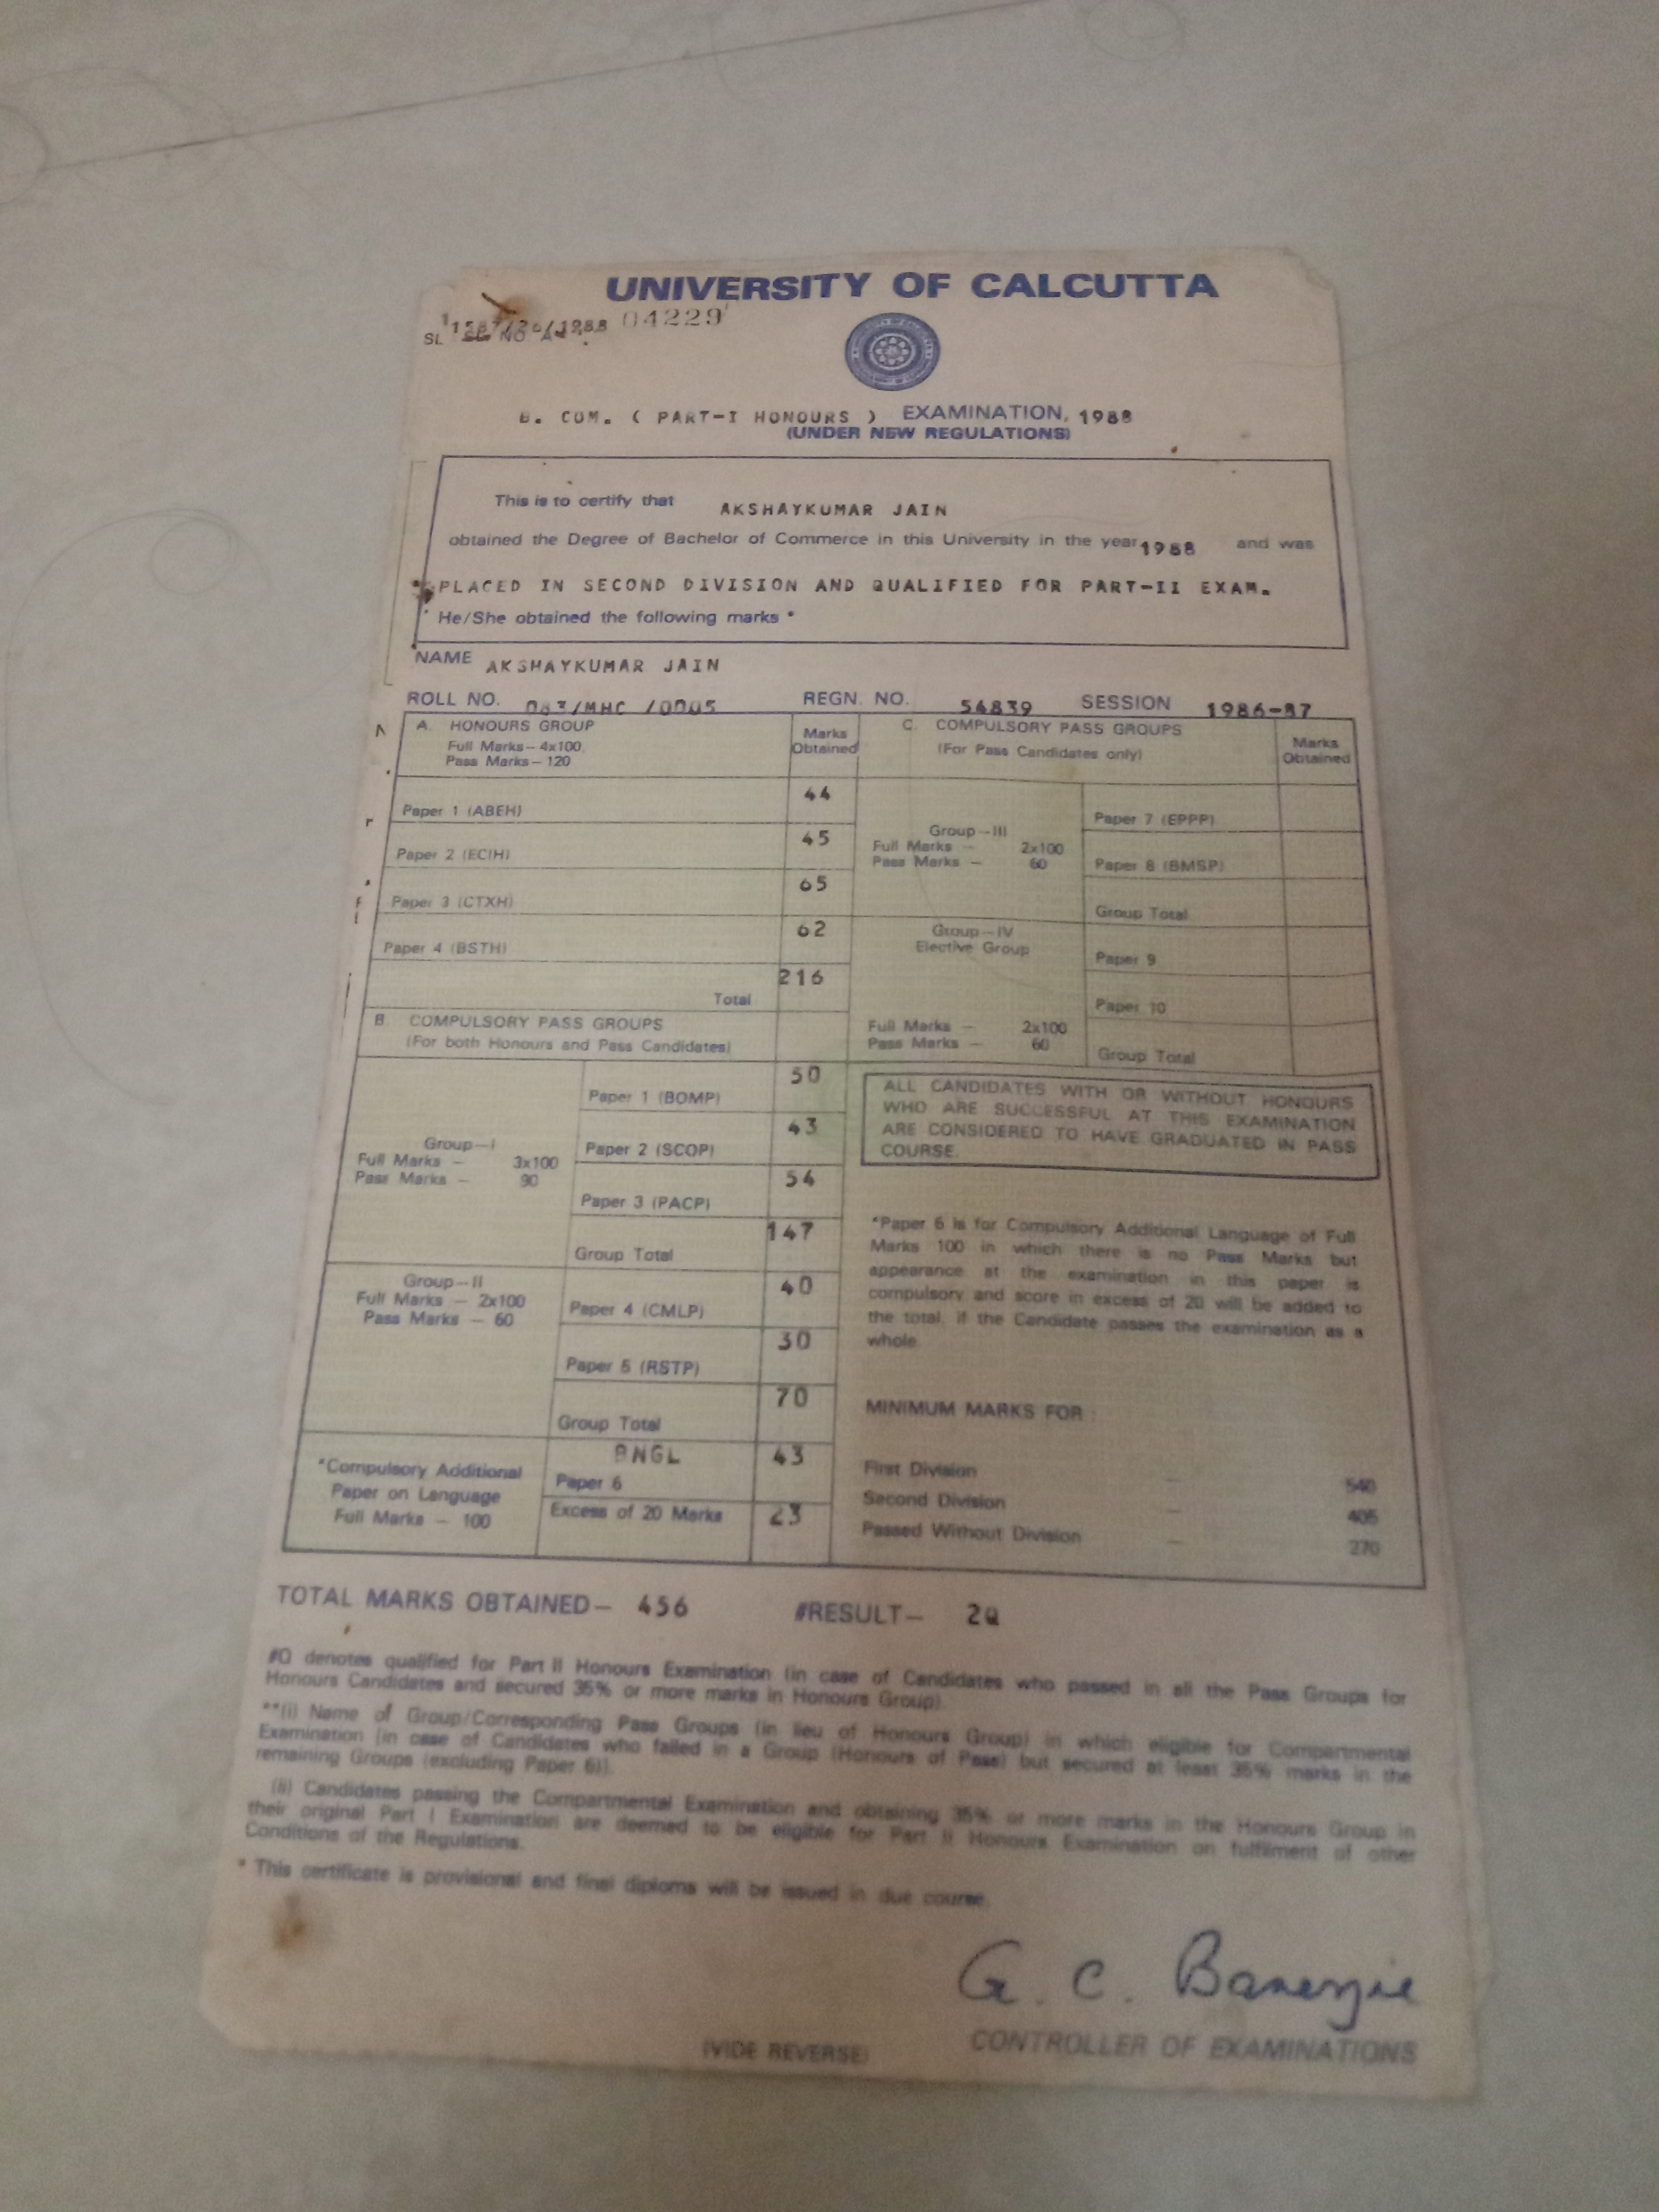 UNIVERSITY OF CALCUTTA
SL NO. A 04229
B. COM. ( PART-I HONOURS ) EXAMINATION, 1988
(UNDER NEW REGULATIONS)
This is to certify that AKSHAYKUMAR JAIN
obtained the Degree of Bachelor of Commerce in this University in the year 1988 and was
PLACED IN SECOND DIVISION AND QUALIFIED FOR PART-II EXAM.
He/She obtained the following marks *
NAME AKSHAYKUMAR JAIN
ROLL NO. 083/MHC /0005 REGN. NO. 54839 SESSION 1986-87
A. HONOURS GROUP
Full Marks – 4x100,
Pass Marks – 120
Marks Obtained
Paper 1 (ABEH) 44
Paper 2 (ECIH) 45
Paper 3 (CTXH) 65
Paper 4 (BSTH) 62
Total 216
B. COMPULSORY PASS GROUPS
(For both Honours and Pass Candidates)
Group–I
Full Marks – 3x100
Pass Marks – 90
Paper 1 (BOMP) 50
Paper 2 (SCOP) 43
Paper 3 (PACP) 54
Group Total 147
Group–II
Full Marks – 2x100
Pass Marks – 60
Paper 4 (CMLP) 40
Paper 5 (RSTP) 30
Group Total 70
*Compulsory Additional
Paper on Language
Full Marks – 100
BNGL
Paper 6 43
Excess of 20 Marks 23
C. COMPULSORY PASS GROUPS
(For Pass Candidates only)
Marks Obtained
Group–III
Full Marks – 2x100
Pass Marks – 60
Paper 7 (EPPP)
Paper 8 (BMSP)
Group Total
Group–IV
Elective Group
Full Marks – 2x100
Pass Marks – 60
Paper 9
Paper 10
Group Total
ALL CANDIDATES WITH OR WITHOUT HONOURS
WHO ARE SUCCESSFUL AT THIS EXAMINATION
ARE CONSIDERED TO HAVE GRADUATED IN PASS
COURSE.
*Paper 6 is for Compulsory Additional Language of Full
Marks 100 in which there is no Pass Marks but
appearance at the examination in this paper is
compulsory and score in excess of 20 will be added to
the total, if the Candidate passes the examination as a
whole.
MINIMUM MARKS FOR :
First Division – 540
Second Division – 405
Passed Without Division – 270
TOTAL MARKS OBTAINED– 456 #RESULT– 2Q
#Q denotes qualified for Part II Honours Examination (in case of Candidates who passed in all the Pass Groups for
Honours Candidates and secured 35% or more marks in Honours Group).
**(i) Name of Group/Corresponding Pass Groups (in lieu of Honours Group) in which eligible for Compartmental
Examination (in case of Candidates who failed in a Group (Honours of Pass) but secured at least 35% marks in the
remaining Groups (excluding Paper 6)).
(ii) Candidates passing the Compartmental Examination and obtaining 35% or more marks in the Honours Group in
their original Part I Examination are deemed to be eligible for Part II Honours Examination on fulfilment of other
Conditions of the Regulations.
* This certificate is provisional and final diploma will be issued in due course.
G. C. Banerjie
(VIDE REVERSE) CONTROLLER OF EXAMINATIONS